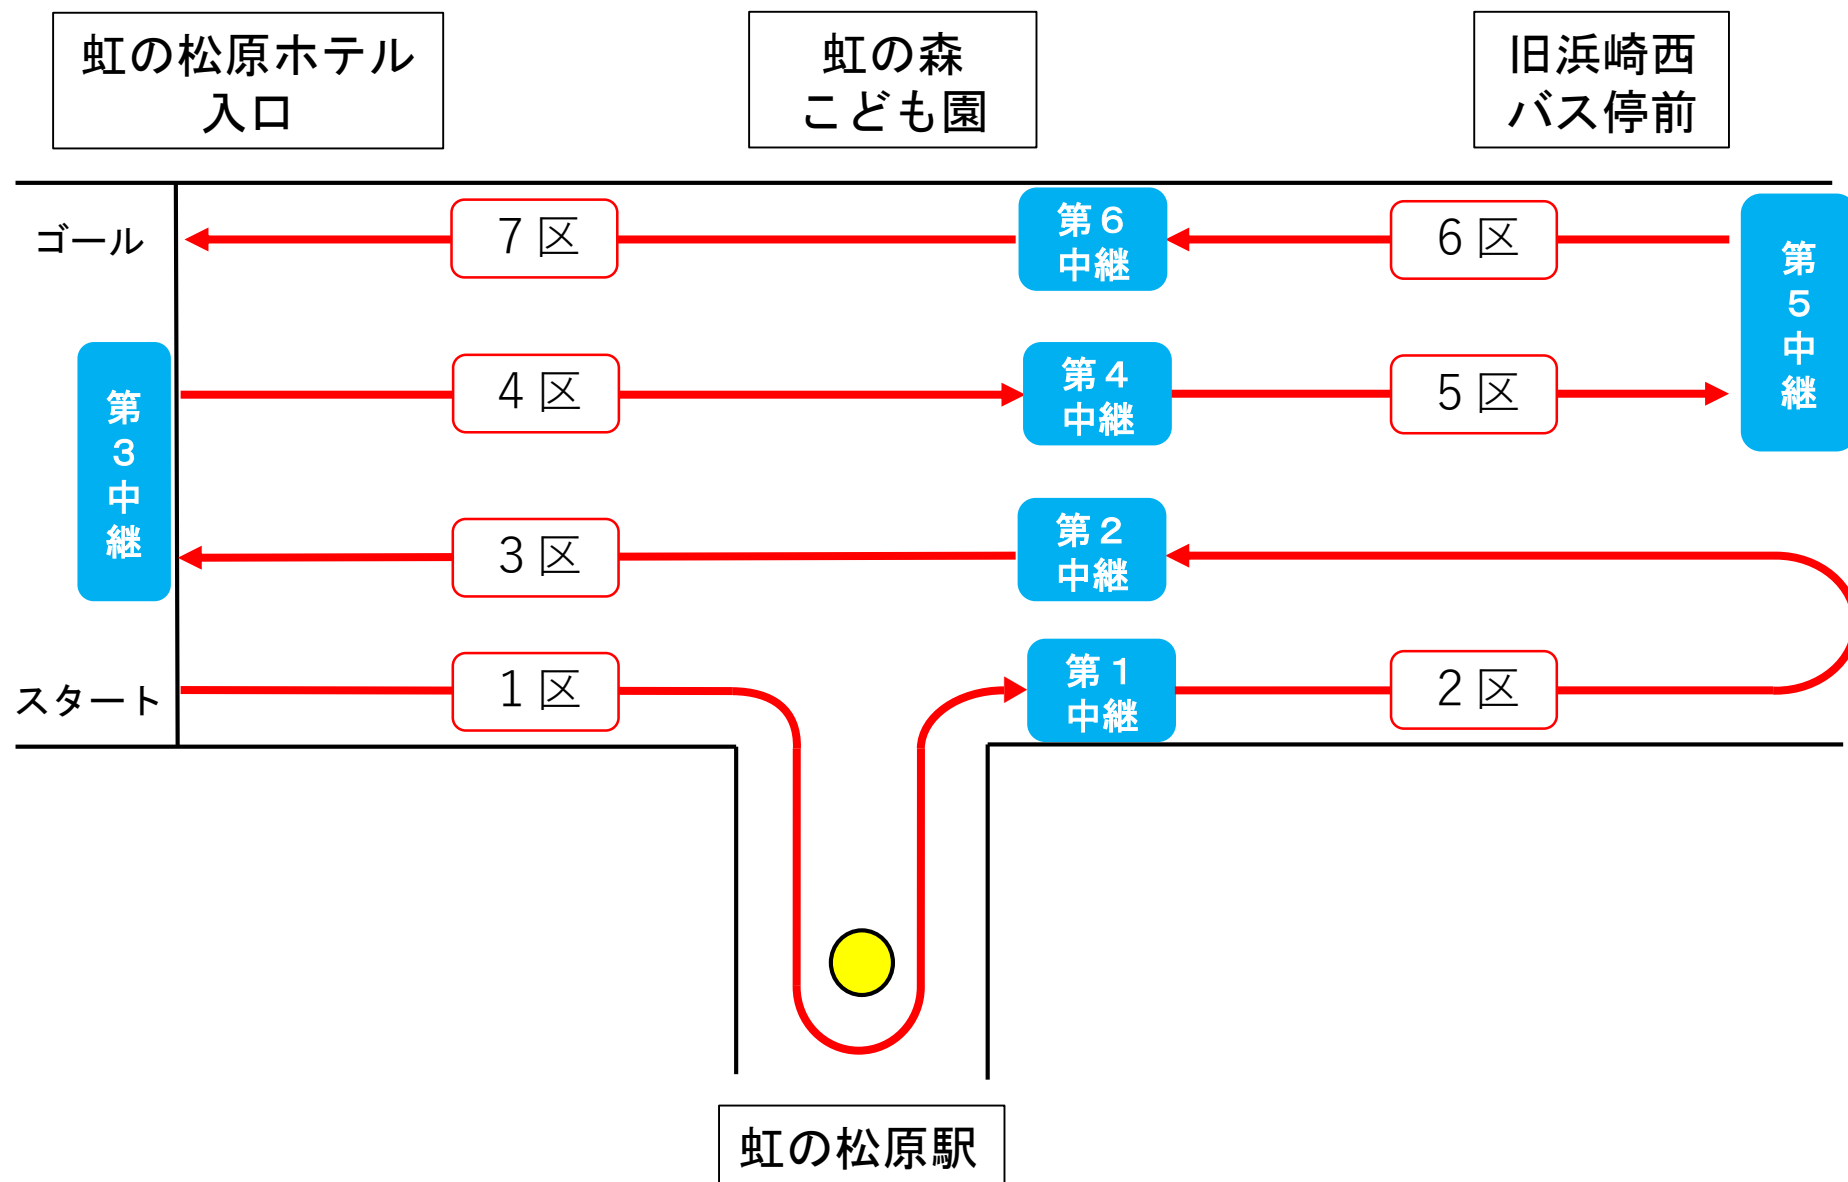 虹の松原ホテル
入口
虹の森
こども園
旧浜崎西
バス停前
ゴール
7区
第6
中継
6区
第5中継
4区
第4
中継
5区
第3中継
3区
第2
中継
スタート
1区
第1
中継
2区
虹の松原駅